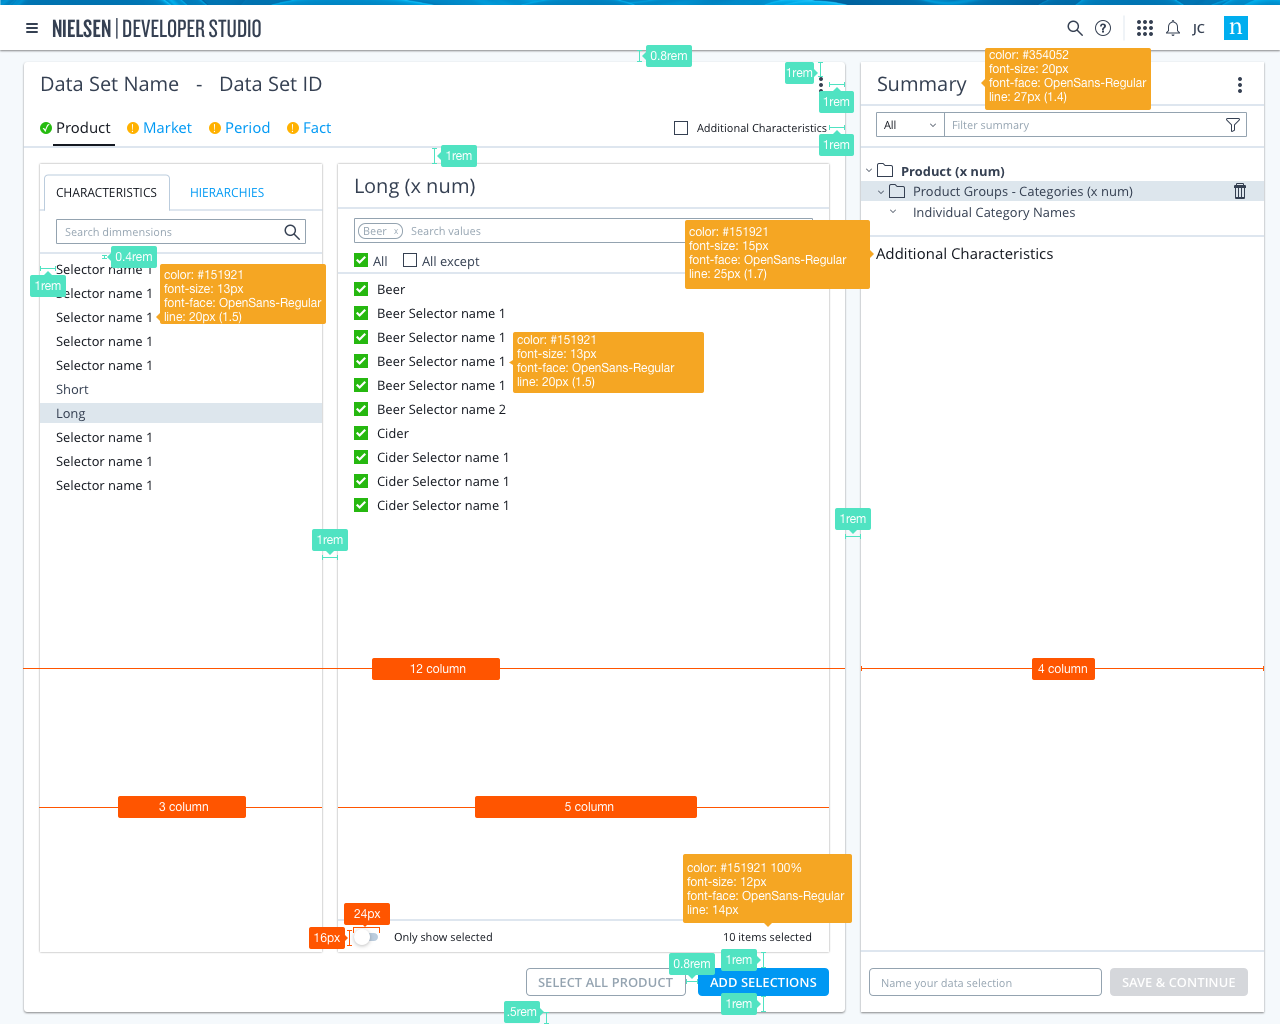 NIELSEN | DEVELOPER STUDIO
JC
n
0.8rem
Data Set Name - Data Set ID
1rem
1rem
Product
Market
Period
Fact
Additional Characteristics
1rem
1rem
CHARACTERISTICS
HIERARCHIES
Search dimmensions
0.4rem
1rem
Selector name 1
Selector name 1
Selector name 1
Selector name 1
Selector name 1
Short
Long
Selector name 1
Selector name 1
Selector name 1
color: #151921
font-size: 13px
font-face: OpenSans-Regular
line: 20px (1.5)
Long (x num)
Beer x
Search values
All
All except
Beer
Beer Selector name 1
Beer Selector name 1
Beer Selector name 1
Beer Selector name 1
Beer Selector name 2
Cider
Cider Selector name 1
Cider Selector name 1
Cider Selector name 1
color: #151921
font-size: 13px
font-face: OpenSans-Regular
line: 20px (1.5)
color: #151921
font-size: 15px
font-face: OpenSans-Regular
line: 25px (1.7)
Summary
color: #354052
font-size: 20px
font-face: OpenSans-Regular
line: 27px (1.4)
All
Filter summary
Product (x num)
Product Groups - Categories (x num)
Individual Category Names
Additional Characteristics
1rem
1rem
12 column
4 column
3 column
5 column
color: #151921 100%
font-size: 12px
font-face: OpenSans-Regular
line: 14px
24px
16px
Only show selected
10 items selected
0.8rem
1rem
SELECT ALL PRODUCT
ADD SELECTIONS
1rem
.5rem
Name your data selection
SAVE & CONTINUE